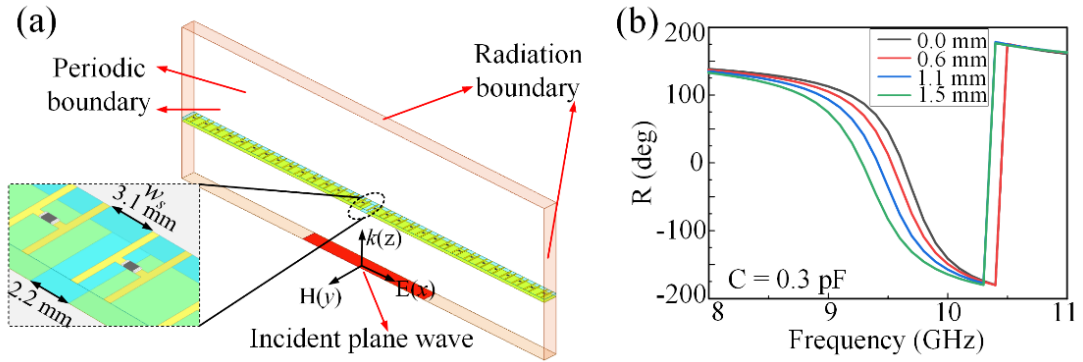 (a)
Periodic
boundary
Radiation
boundary
wₛ
3.1 mm
2.2 mm
k(z)
H(y)
E(x)
Incident plane wave
(b)
200
100
0
-100
-200
R (deg)
0.0 mm
0.6 mm
1.1 mm
1.5 mm
C = 0.3 pF
8
9
10
11
Frequency (GHz)